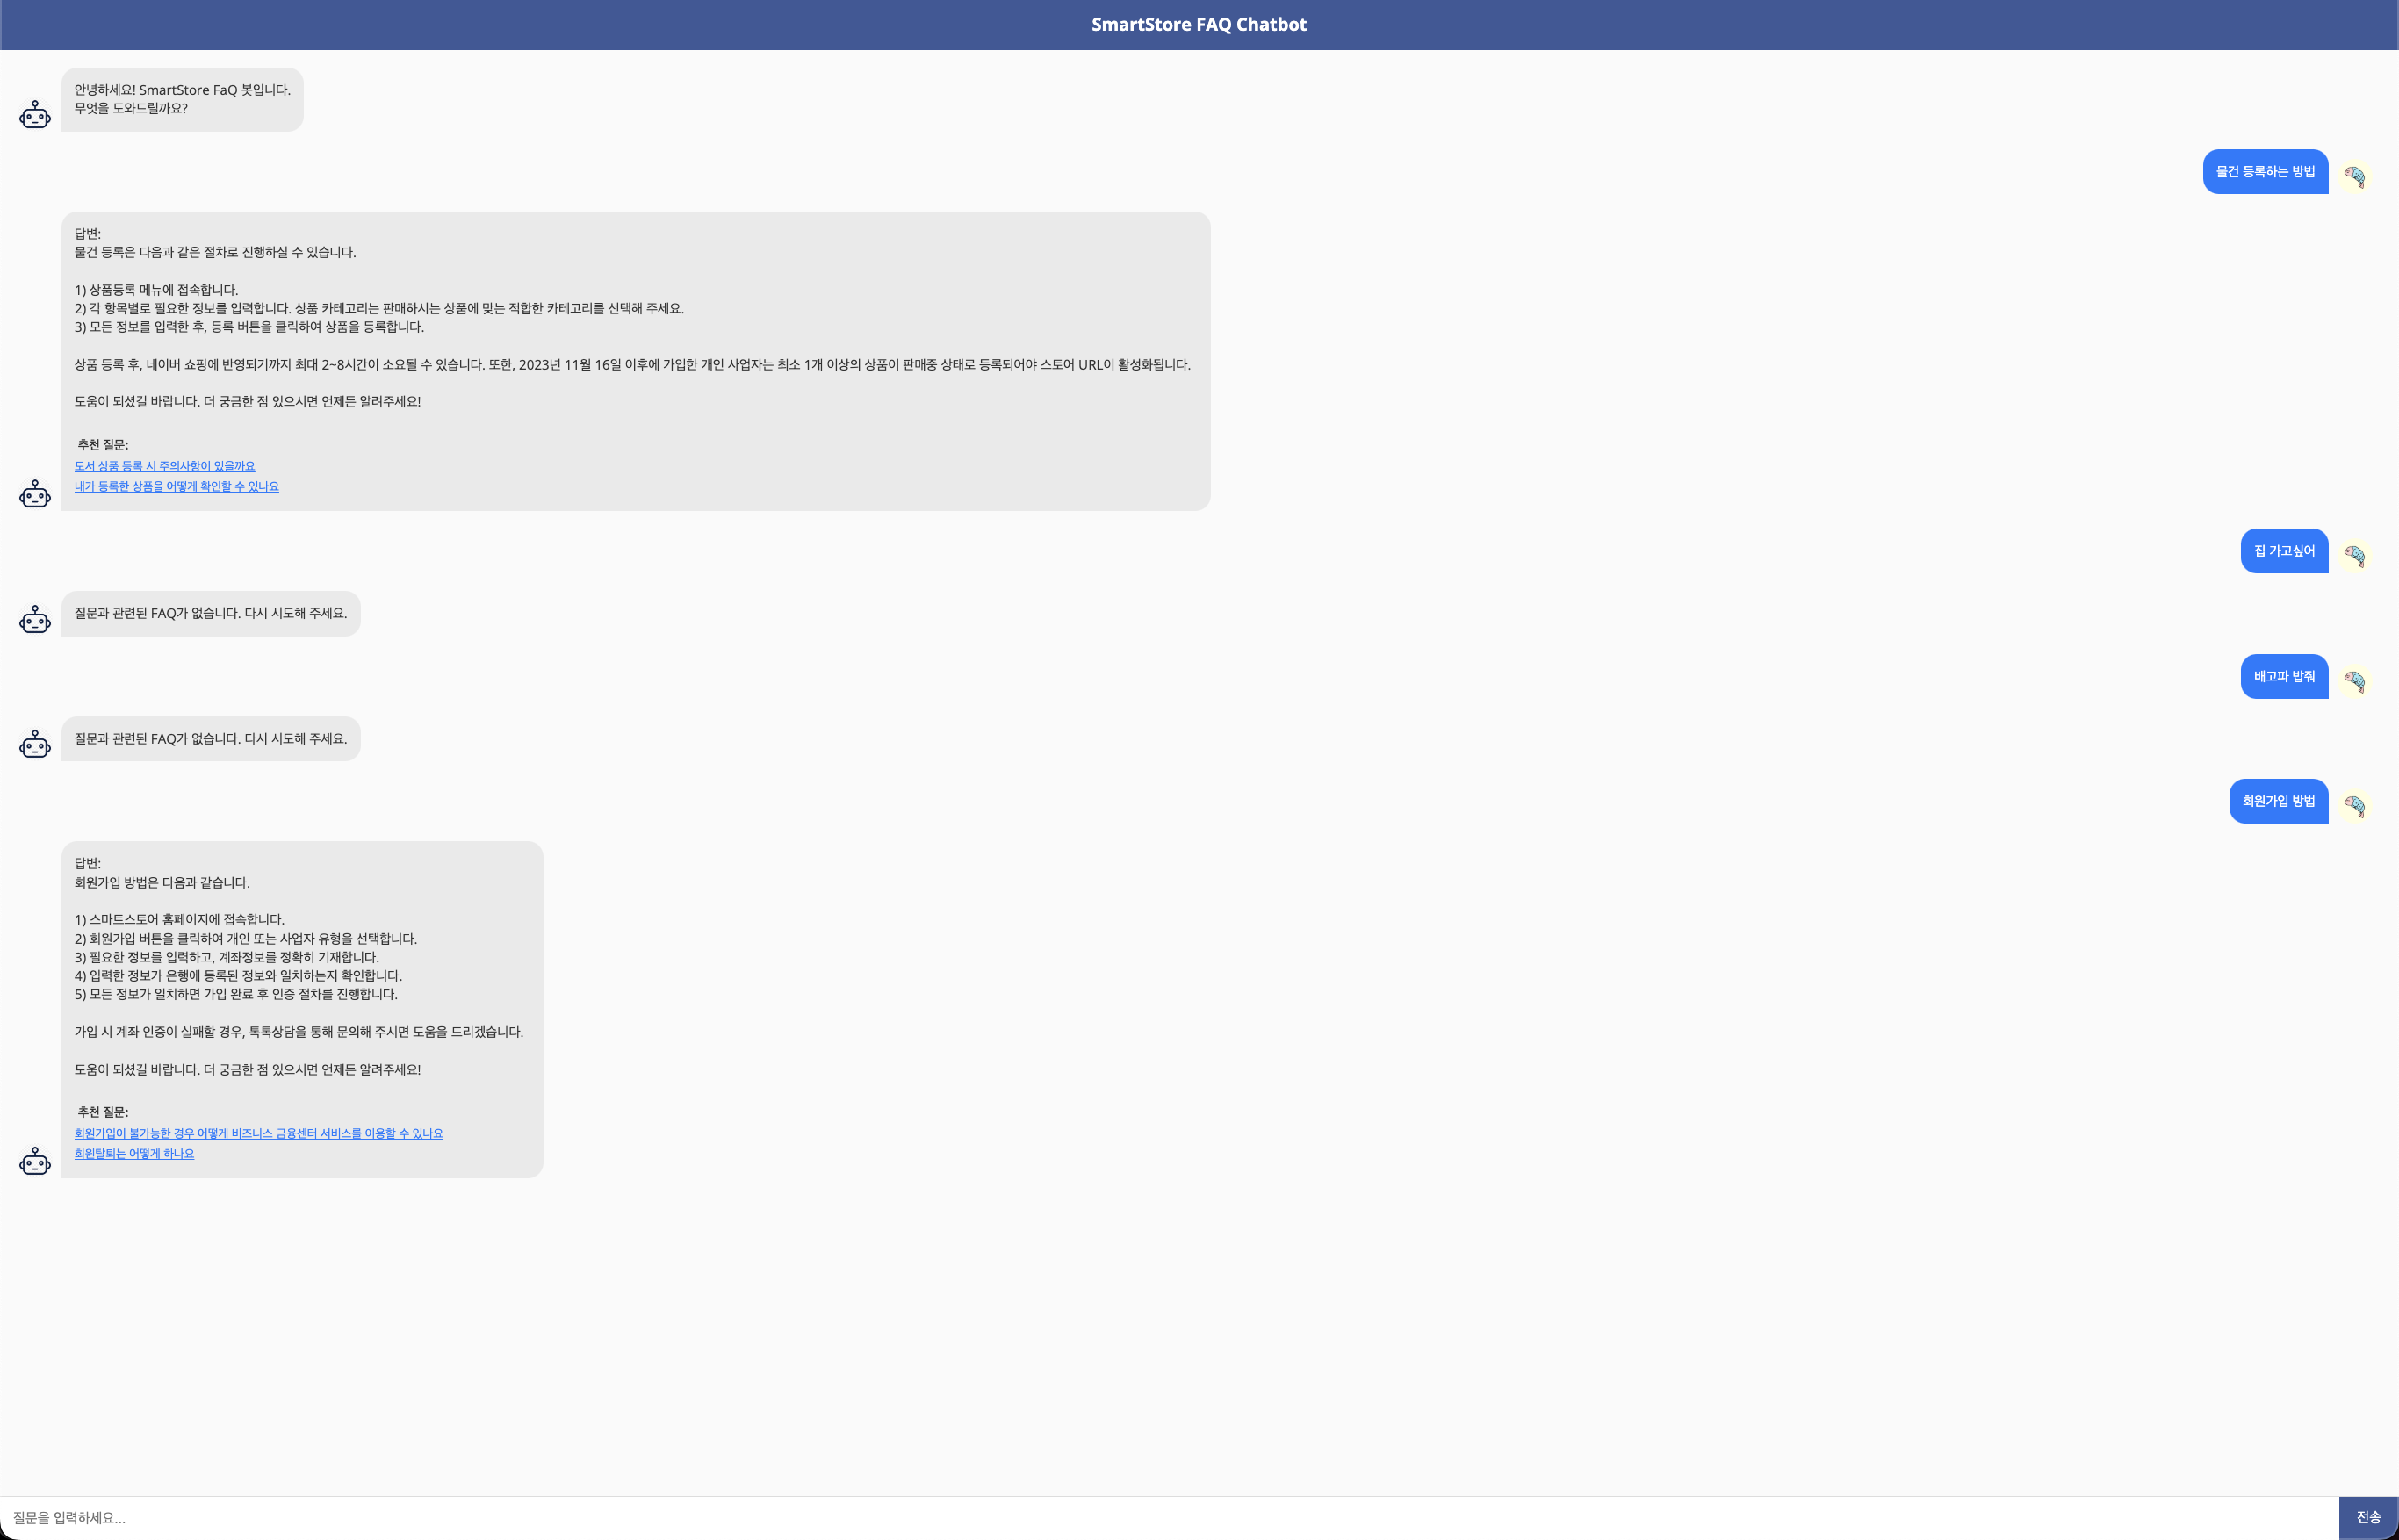 SmartStore FAQ Chatbot
안녕하세요! SmartStore FaQ 봇입니다.
무엇을 도와드릴까요?
물건 등록하는 방법
답변:
물건 등록은 다음과 같은 절차로 진행하실 수 있습니다.
1) 상품등록 메뉴에 접속합니다.
2) 각 항목별로 필요한 정보를 입력합니다. 상품 카테고리는 판매하시는 상품에 맞는 적합한 카테고리를 선택해 주세요.
3) 모든 정보를 입력한 후, 등록 버튼을 클릭하여 상품을 등록합니다.
상품 등록 후, 네이버 쇼핑에 반영되기까지 최대 2~8시간이 소요될 수 있습니다. 또한, 2023년 11월 16일 이후에 가입한 개인 사업자는 최소 1개 이상의 상품이 판매중 상태로 등록되어야 스토어 URL이 활성화됩니다.
도움이 되셨길 바랍니다. 더 궁금한 점 있으시면 언제든 알려주세요!
추천 질문:
도서 상품 등록 시 주의사항이 있을까요
내가 등록한 상품을 어떻게 확인할 수 있나요
집 가고싶어
질문과 관련된 FAQ가 없습니다. 다시 시도해 주세요.
배고파 밥줘
질문과 관련된 FAQ가 없습니다. 다시 시도해 주세요.
회원가입 방법
답변:
회원가입 방법은 다음과 같습니다.
1) 스마트스토어 홈페이지에 접속합니다.
2) 회원가입 버튼을 클릭하여 개인 또는 사업자 유형을 선택합니다.
3) 필요한 정보를 입력하고, 계좌정보를 정확히 기재합니다.
4) 입력한 정보가 은행에 등록된 정보와 일치하는지 확인합니다.
5) 모든 정보가 일치하면 가입 완료 후 인증 절차를 진행합니다.
가입 시 계좌 인증이 실패할 경우, 톡톡상담을 통해 문의해 주시면 도움을 드리겠습니다.
도움이 되셨길 바랍니다. 더 궁금한 점 있으시면 언제든 알려주세요!
추천 질문:
회원가입이 불가능한 경우 어떻게 비즈니스 금융센터 서비스를 이용할 수 있나요
회원탈퇴는 어떻게 하나요
질문을 입력하세요...
전송